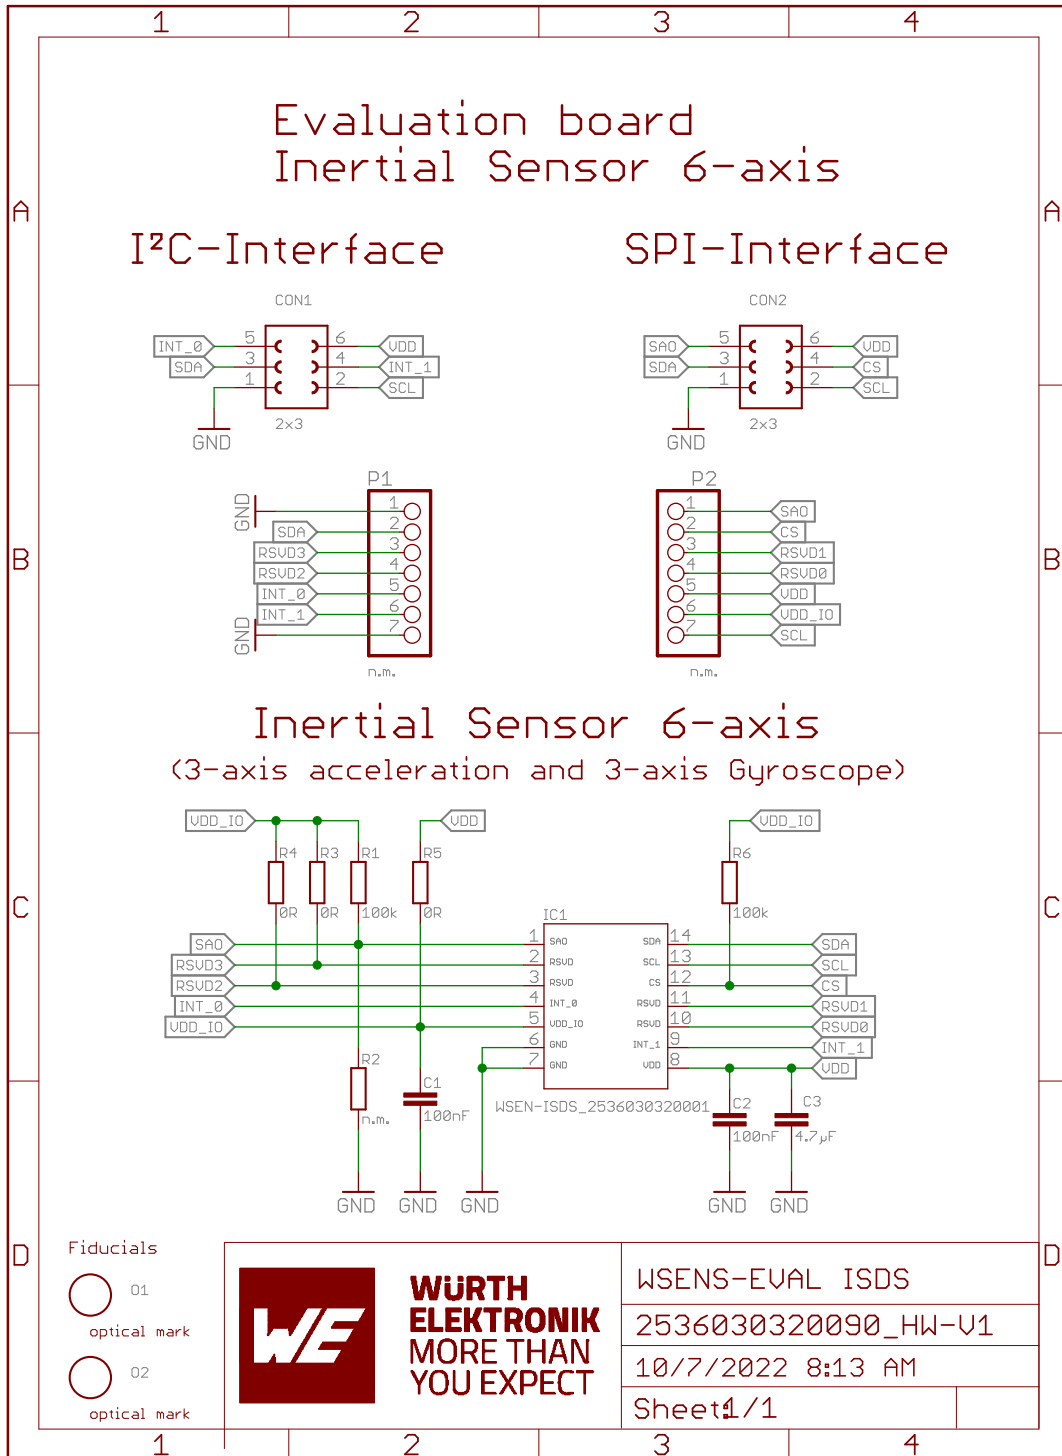 1 2 3 4
Evaluation board
Inertial Sensor 6-axis
A A
I²C-Interface SPI-Interface
CON1 CON2
INT_0 5 6 VDD SAO 5 6 VDD
SDA 3 4 INT_1 SDA 3 4 CS
1 2 SCL 1 2 SCL
2x3 2x3
GND GND
P1 P2
GND 1 1 SAO
SDA 2 2 CS
RSVD3 3 3 RSVD1
B RSVD2 4 4 RSVD0 B
INT_0 5 5 VDD
INT_1 6 6 VDD_IO
GND 7 7 SCL
n.m. n.m.
Inertial Sensor 6-axis
(3-axis acceleration and 3-axis Gyroscope)
VDD_IO VDD VDD_IO
R4 R3 R1 R5 R6
0R 0R 100k 0R 100k
C C
IC1
SAO 1 SAO SDA 14 SDA
RSVD3 2 RSVD SCL 13 SCL
RSVD2 3 RSVD CS 12 CS
INT_0 4 INT_0 RSVD 11 RSVD1
VDD_IO 5 VDD_IO RSVD 10 RSVD0
6 GND INT_1 9 INT_1
7 GND VDD 8 VDD
R2 C1 WSEN-ISDS_2536030320001 C2 C3
n.m. 100nF 100nF 4.7µF
GND GND GND GND GND
D D
Fiducials
O1
optical mark
O2
optical mark
WE
WÜRTH
ELEKTRONIK
MORE THAN
YOU EXPECT
WSENS-EVAL ISDS
2536030320090_HW-V1
10/7/2022 8:13 AM
Sheet:1/1
1 2 3 4